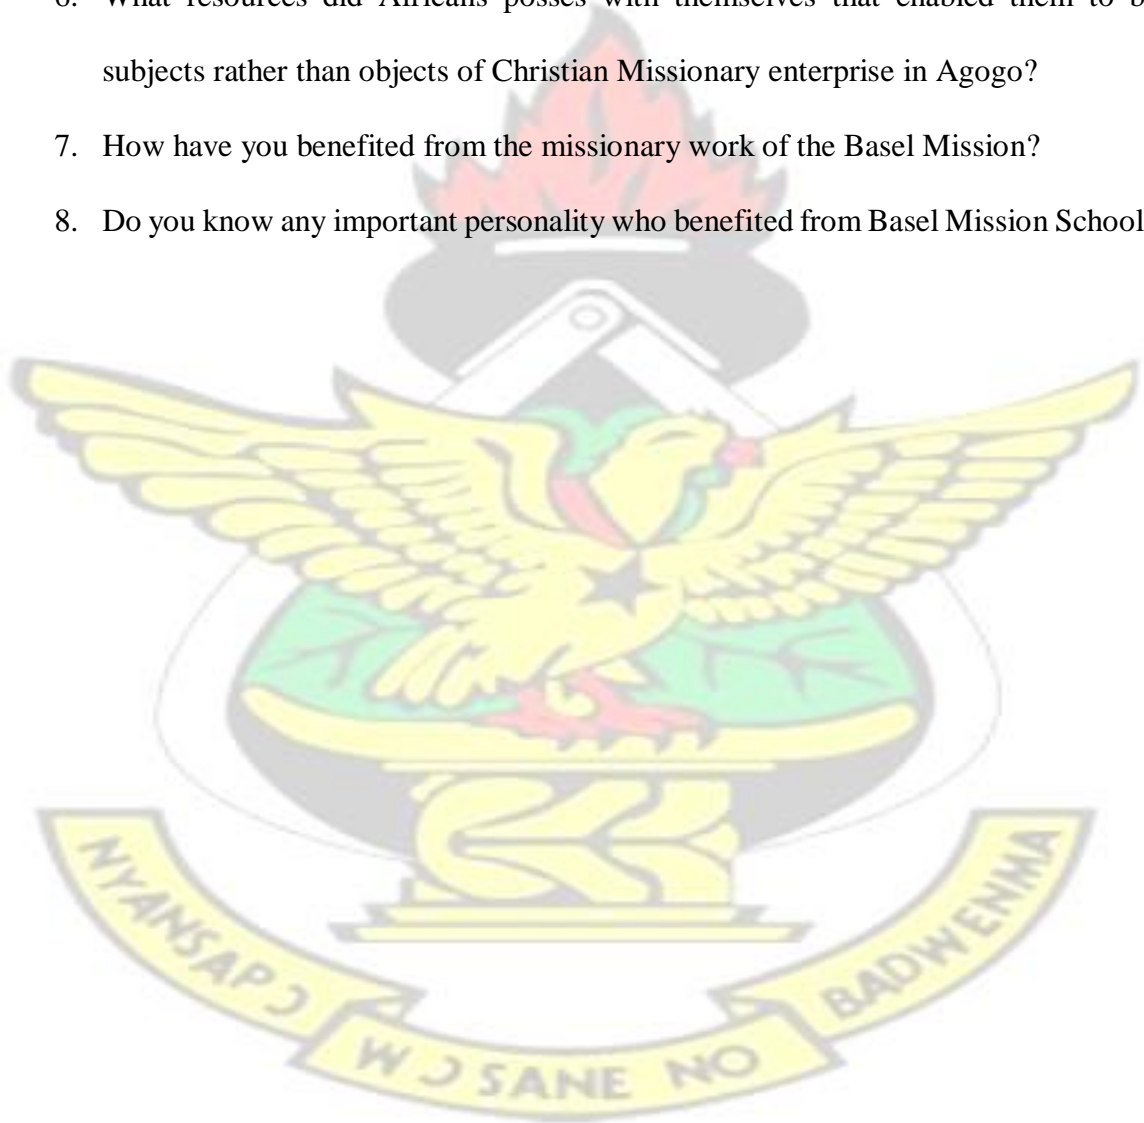 6. What resources did Africans posses with themselves that enabled them to b
subjects rather than objects of Christian Missionary enterprise in Agogo?
7. How have you benefited from the missionary work of the Basel Mission?
8. Do you know any important personality who benefited from Basel Mission School
NYANSAPƆ
WƆSANE NO
BADWENMA